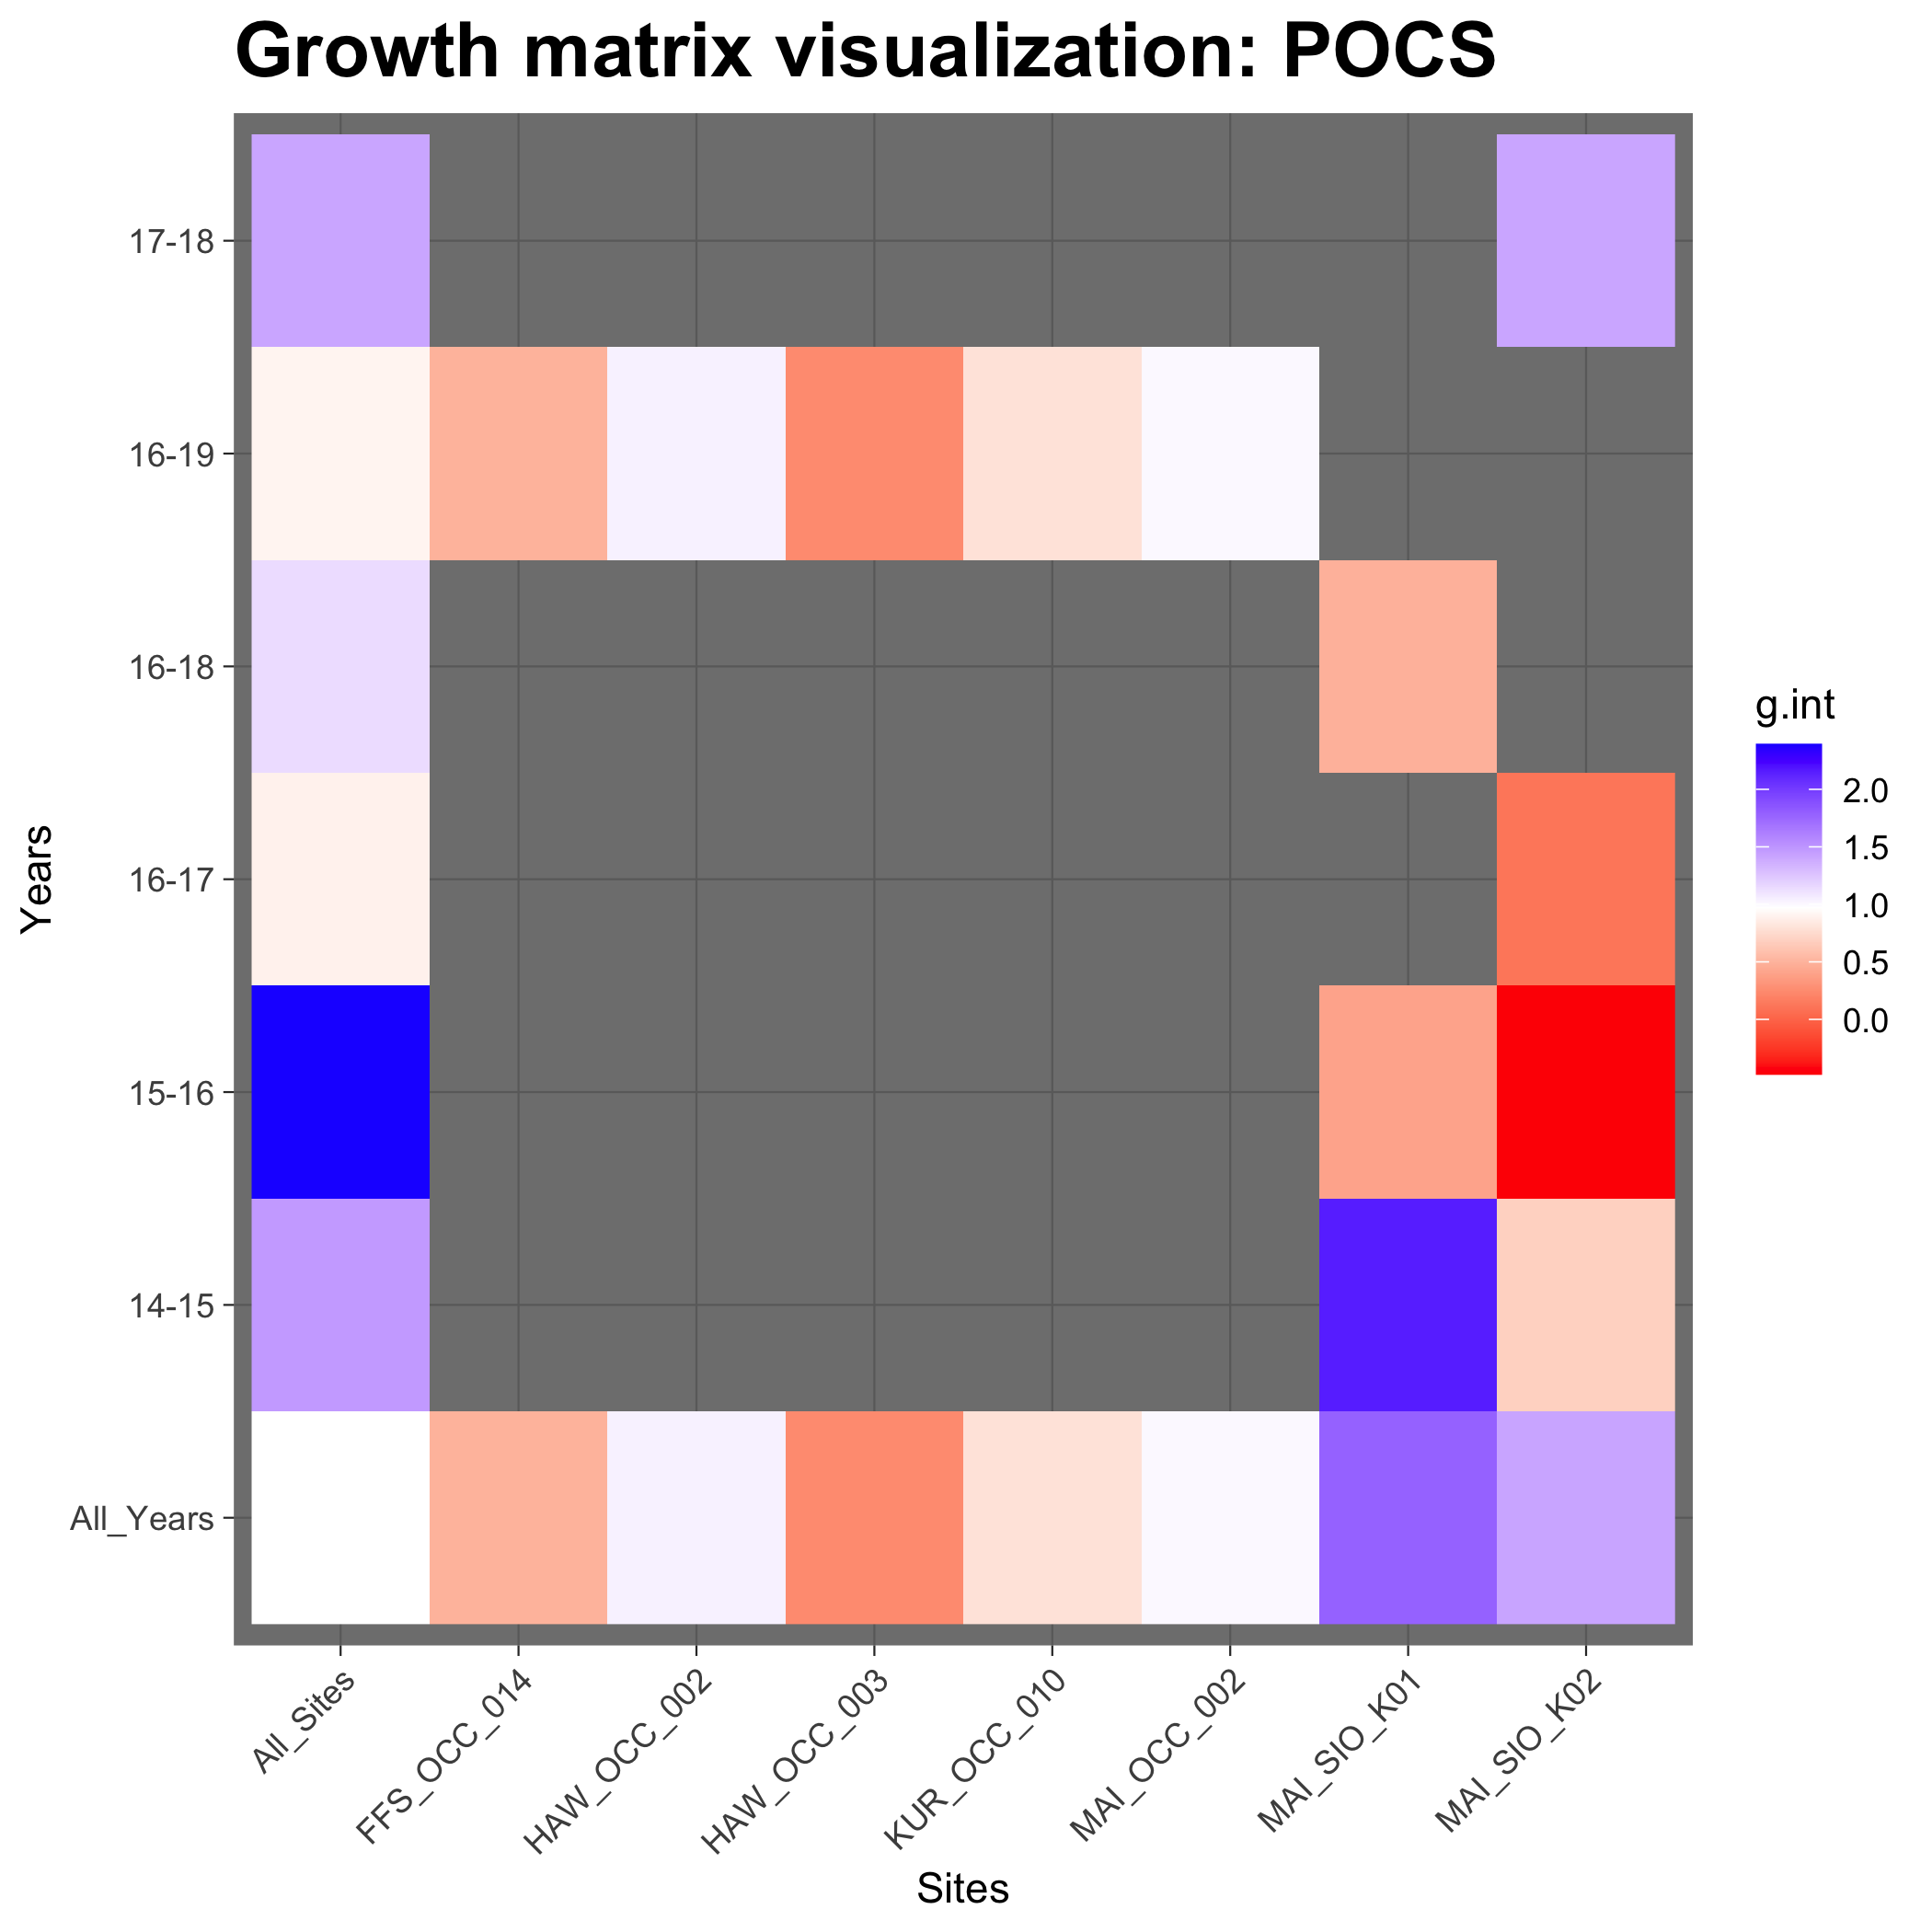 Growth matrix visualization: POCS
Years
17-18
16-19
16-18
16-17
15-16
14-15
All_Years
All_Sites
FFS_OCC_014
HAW_OCC_002
HAW_OCC_003
KUR_OCC_010
MAI_OCC_002
MAI_SIO_K01
MAI_SIO_K02
Sites
g.int
2.0
1.5
1.0
0.5
0.0